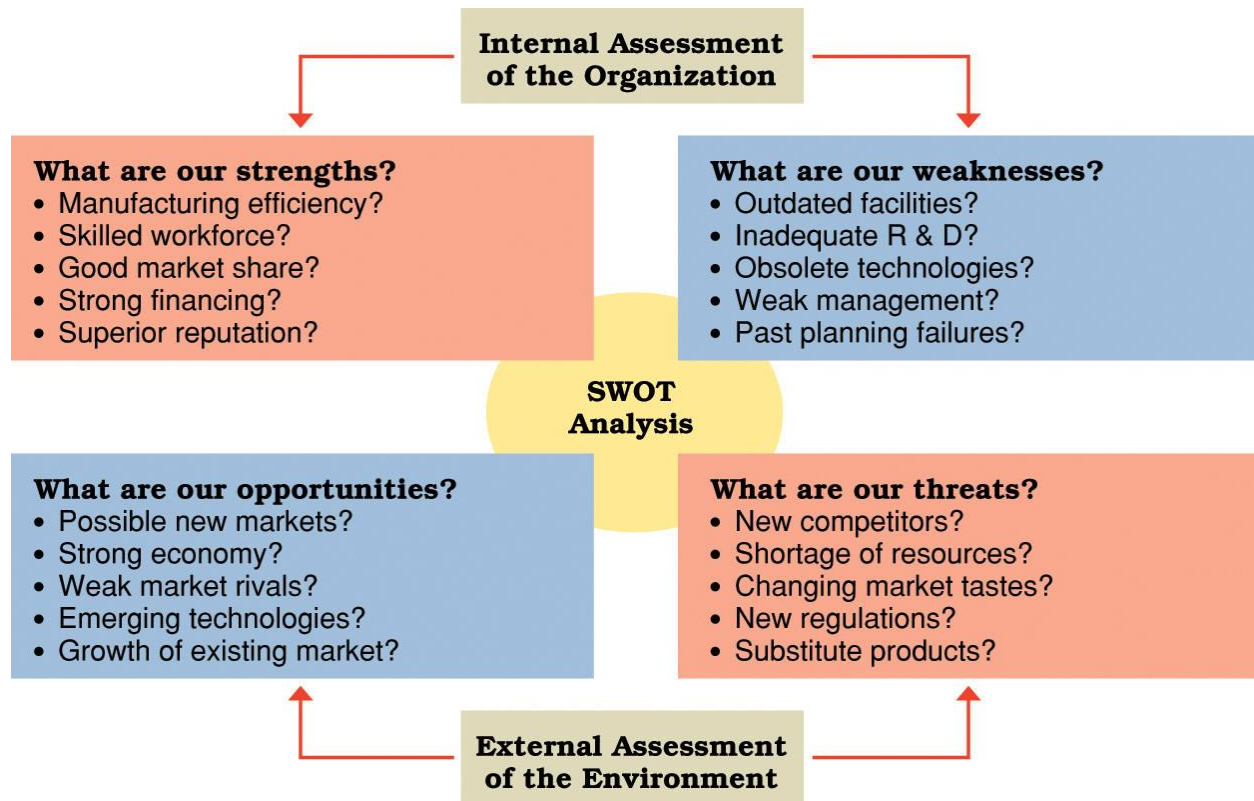 Internal Assessment
of the Organization
What are our strengths?
• Manufacturing efficiency?
• Skilled workforce?
• Good market share?
• Strong financing?
• Superior reputation?
What are our weaknesses?
• Outdated facilities?
• Inadequate R & D?
• Obsolete technologies?
• Weak management?
• Past planning failures?
SWOT
Analysis
What are our opportunities?
• Possible new markets?
• Strong economy?
• Weak market rivals?
• Emerging technologies?
• Growth of existing market?
What are our threats?
• New competitors?
• Shortage of resources?
• Changing market tastes?
• New regulations?
• Substitute products?
External Assessment
of the Environment